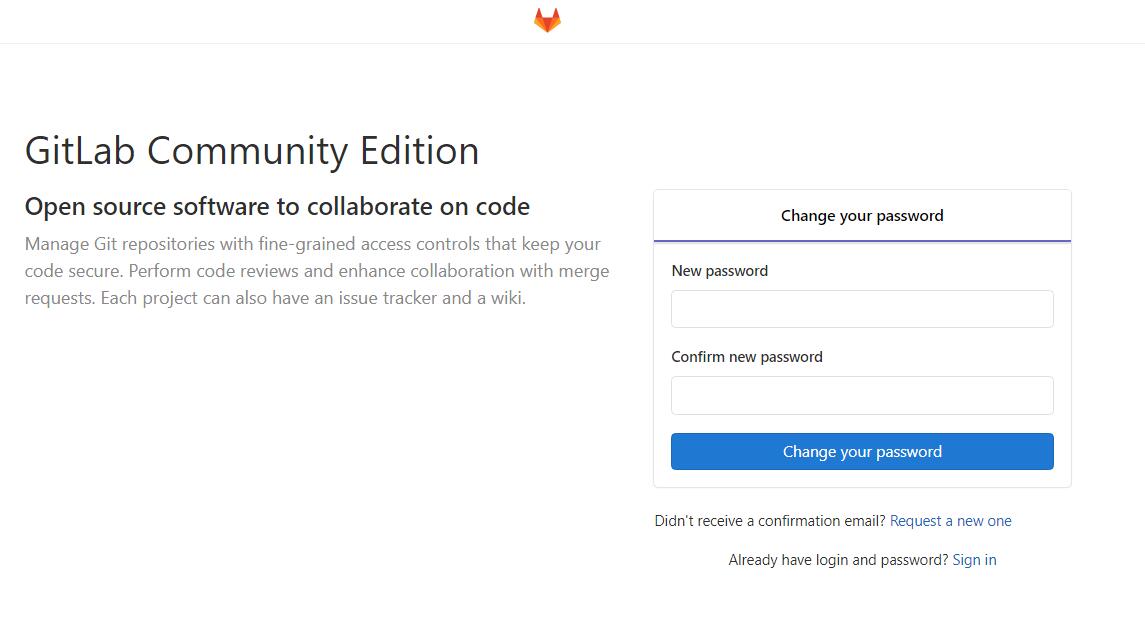 GitLab Community Edition
Open source software to collaborate on code
Manage Git repositories with fine-grained access controls that keep your
code secure. Perform code reviews and enhance collaboration with merge
requests. Each project can also have an issue tracker and a wiki.
Change your password
New password
Confirm new password
Change your password
Didn't receive a confirmation email? Request a new one
Already have login and password? Sign in